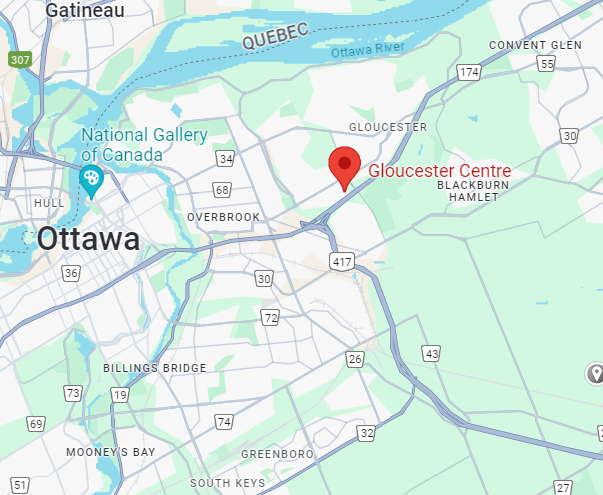 Gatineau
307
QUEBEC
Ottawa River
CONVENT GLEN
55
174
GLOUCESTER
30
National Gallery
of Canada
34
Gloucester Centre
68
BLACKBURN
HAMLET
HULL
OVERBROOK
Ottawa
417
36
30
72
43
26
BILLINGS BRIDGE
73
19
69
74
32
MOONEY'S BAY
GREENBORO
51
SOUTH KEYS
27